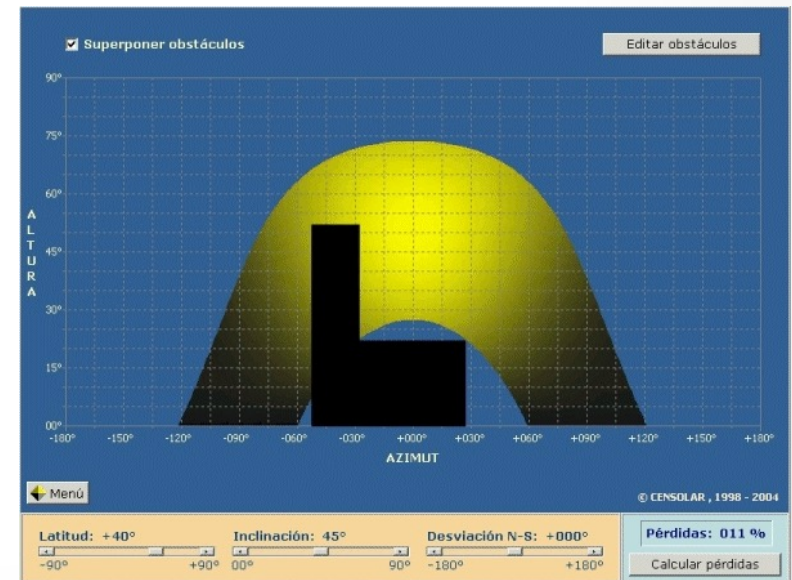 Superponer obstáculos
Editar obstáculos
90°
75°
60°
45°
30°
15°
00°
ALTURA
-180° -150° -120° -090° -060° -030° +000° +030° +060° +090° +120° +150° +180°
AZIMUT
Menú
© CENSOLAR , 1998 - 2004
Latitud: +40° Inclinación: 45° Desviación N-S: +000°
-90° +90° 00° 90° -180° +180°
Pérdidas: 011 %
Calcular pérdidas